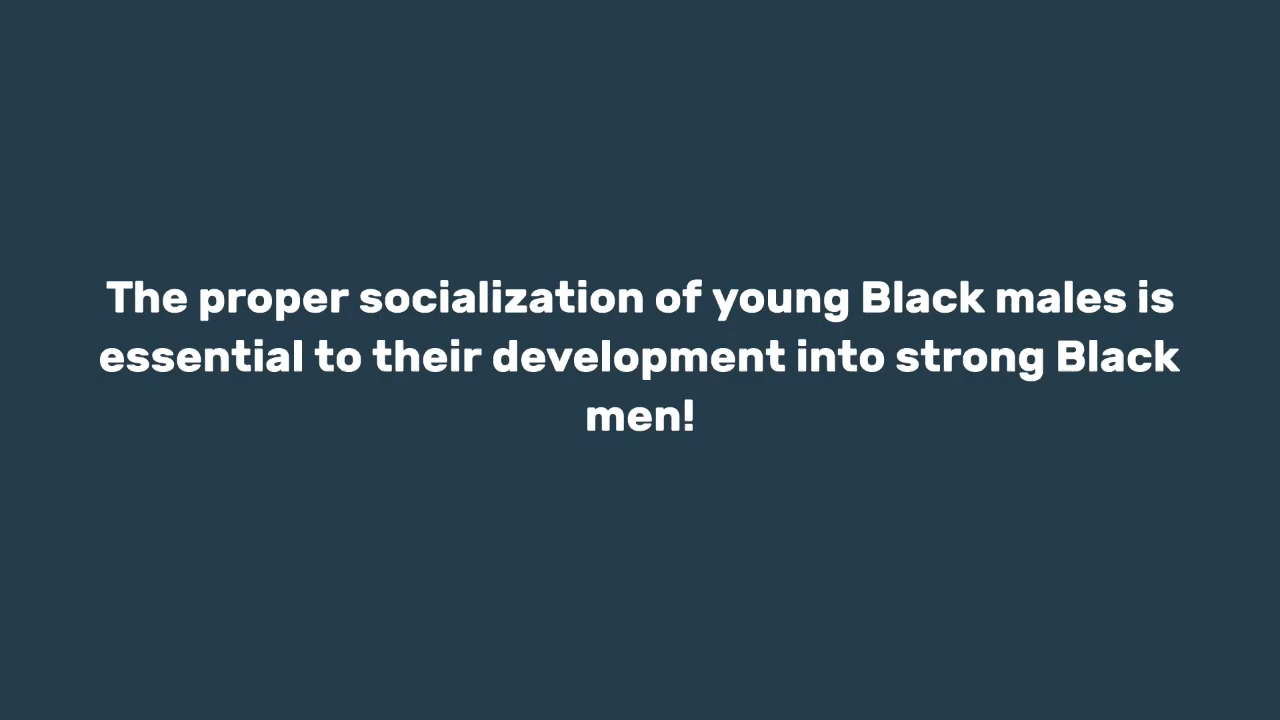 The proper socialization of young Black males is
essential to their development into strong Black
men!